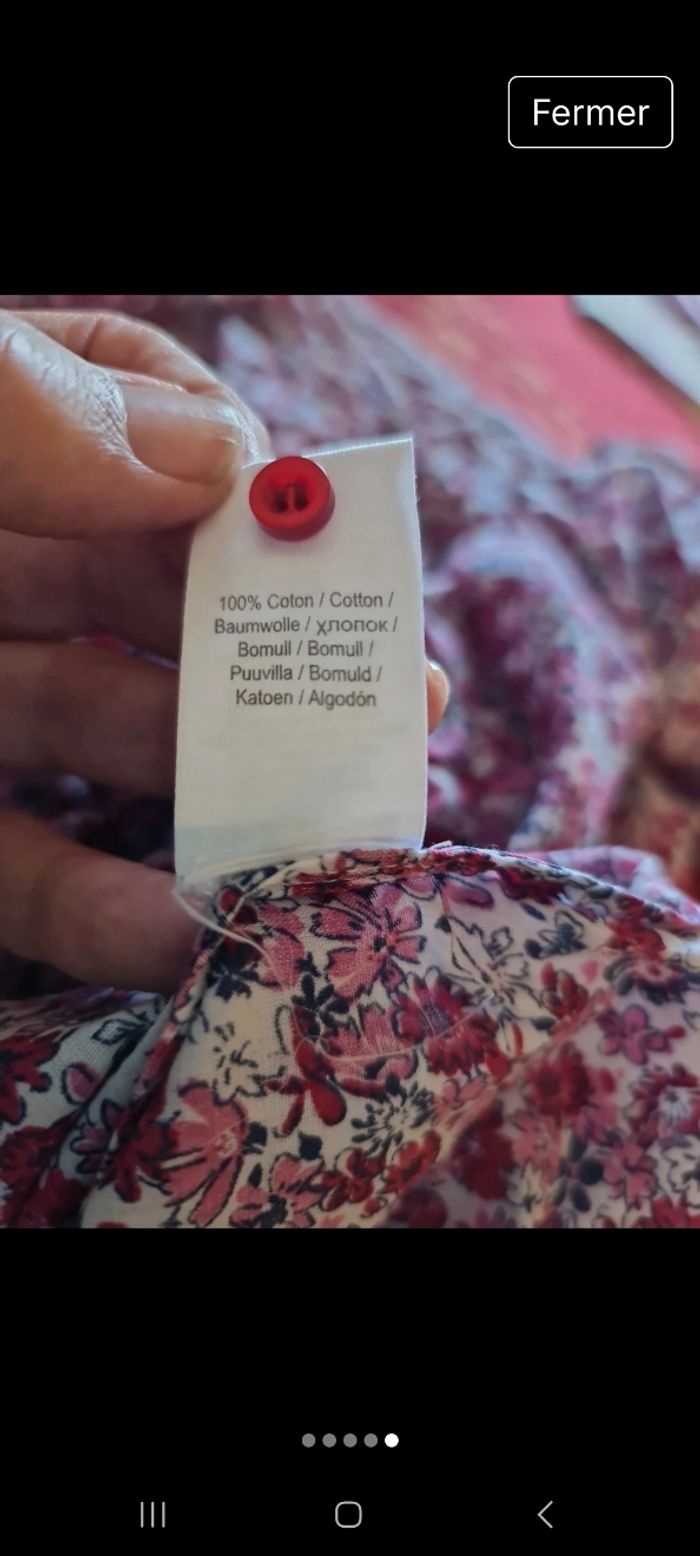 Fermer
100% Coton / Cotton /
Baumwolle / хлопок /
Bomull / Bomull /
Puuvilla / Bomuld /
Katoen / Algodón